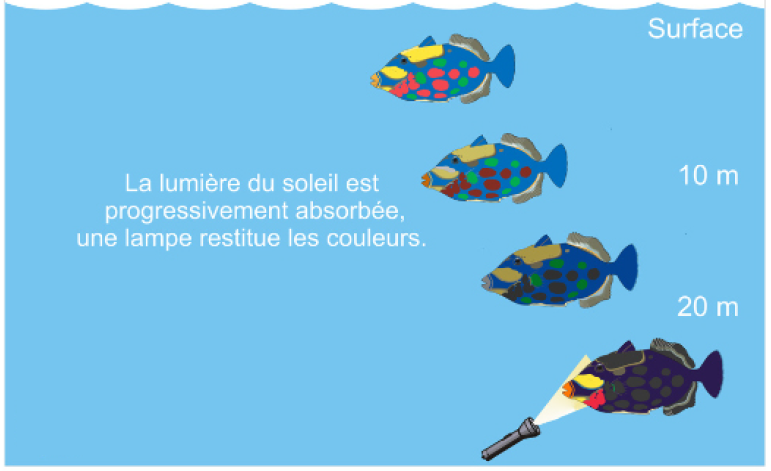 Surface
10 m
La lumière du soleil est
progressivement absorbée,
une lampe restitue les couleurs.
20 m